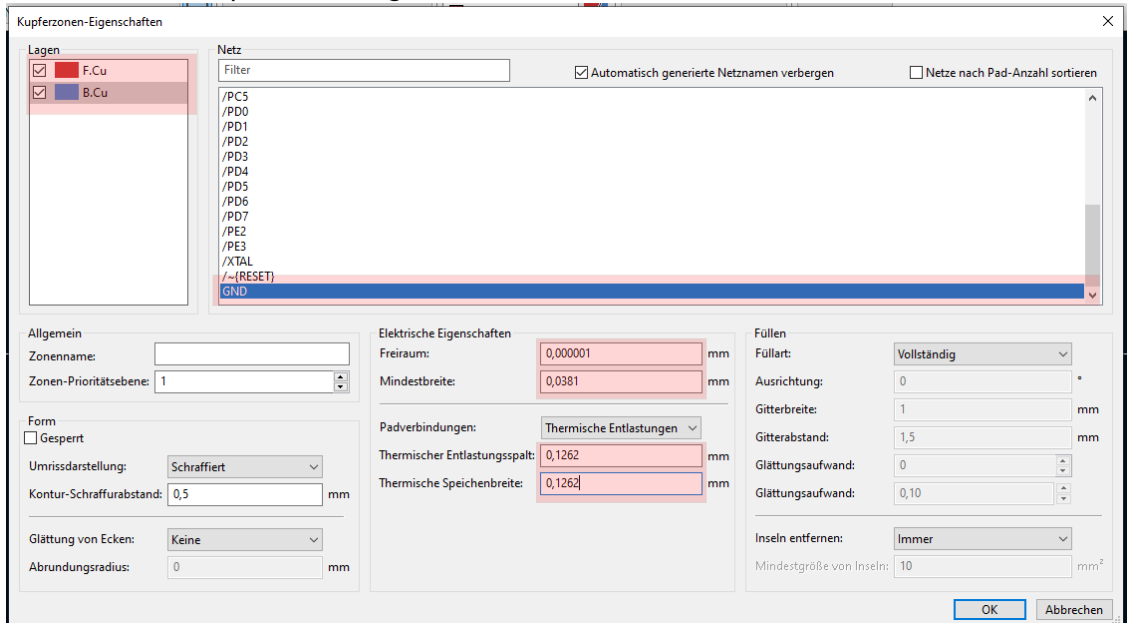 Kupferzonen-Eigenschaften
Lagen
F.Cu
B.Cu
Netz
Filter
Automatisch generierte Netznamen verbergen
Netze nach Pad-Anzahl sortieren
/PC5
/PD0
/PD1
/PD2
/PD3
/PD4
/PD5
/PD6
/PD7
/PE2
/PE3
/XTAL
/~{RESET}
GND
Allgemein
Zonenname:
Zonen-Prioritätsebene: 1
Form
Gesperrt
Umrissdarstellung: Schraffiert
Kontur-Schraffurabstand: 0,5 mm
Glättung von Ecken: Keine
Abrundungsradius: 0 mm
Elektrische Eigenschaften
Freiraum: 0,000001 mm
Mindestbreite: 0,0381 mm
Padverbindungen: Thermische Entlastungen
Thermischer Entlastungsspalt: 0,1262 mm
Thermische Speichenbreite: 0,1262 mm
Füllen
Füllart: Vollständig
Ausrichtung: 0 °
Gitterbreite: 1 mm
Gitterabstand: 1,5 mm
Glättungsaufwand: 0
Glättungsaufwand: 0,10
Inseln entfernen: Immer
Mindestgröße von Inseln: 10 mm²
OK Abbrechen